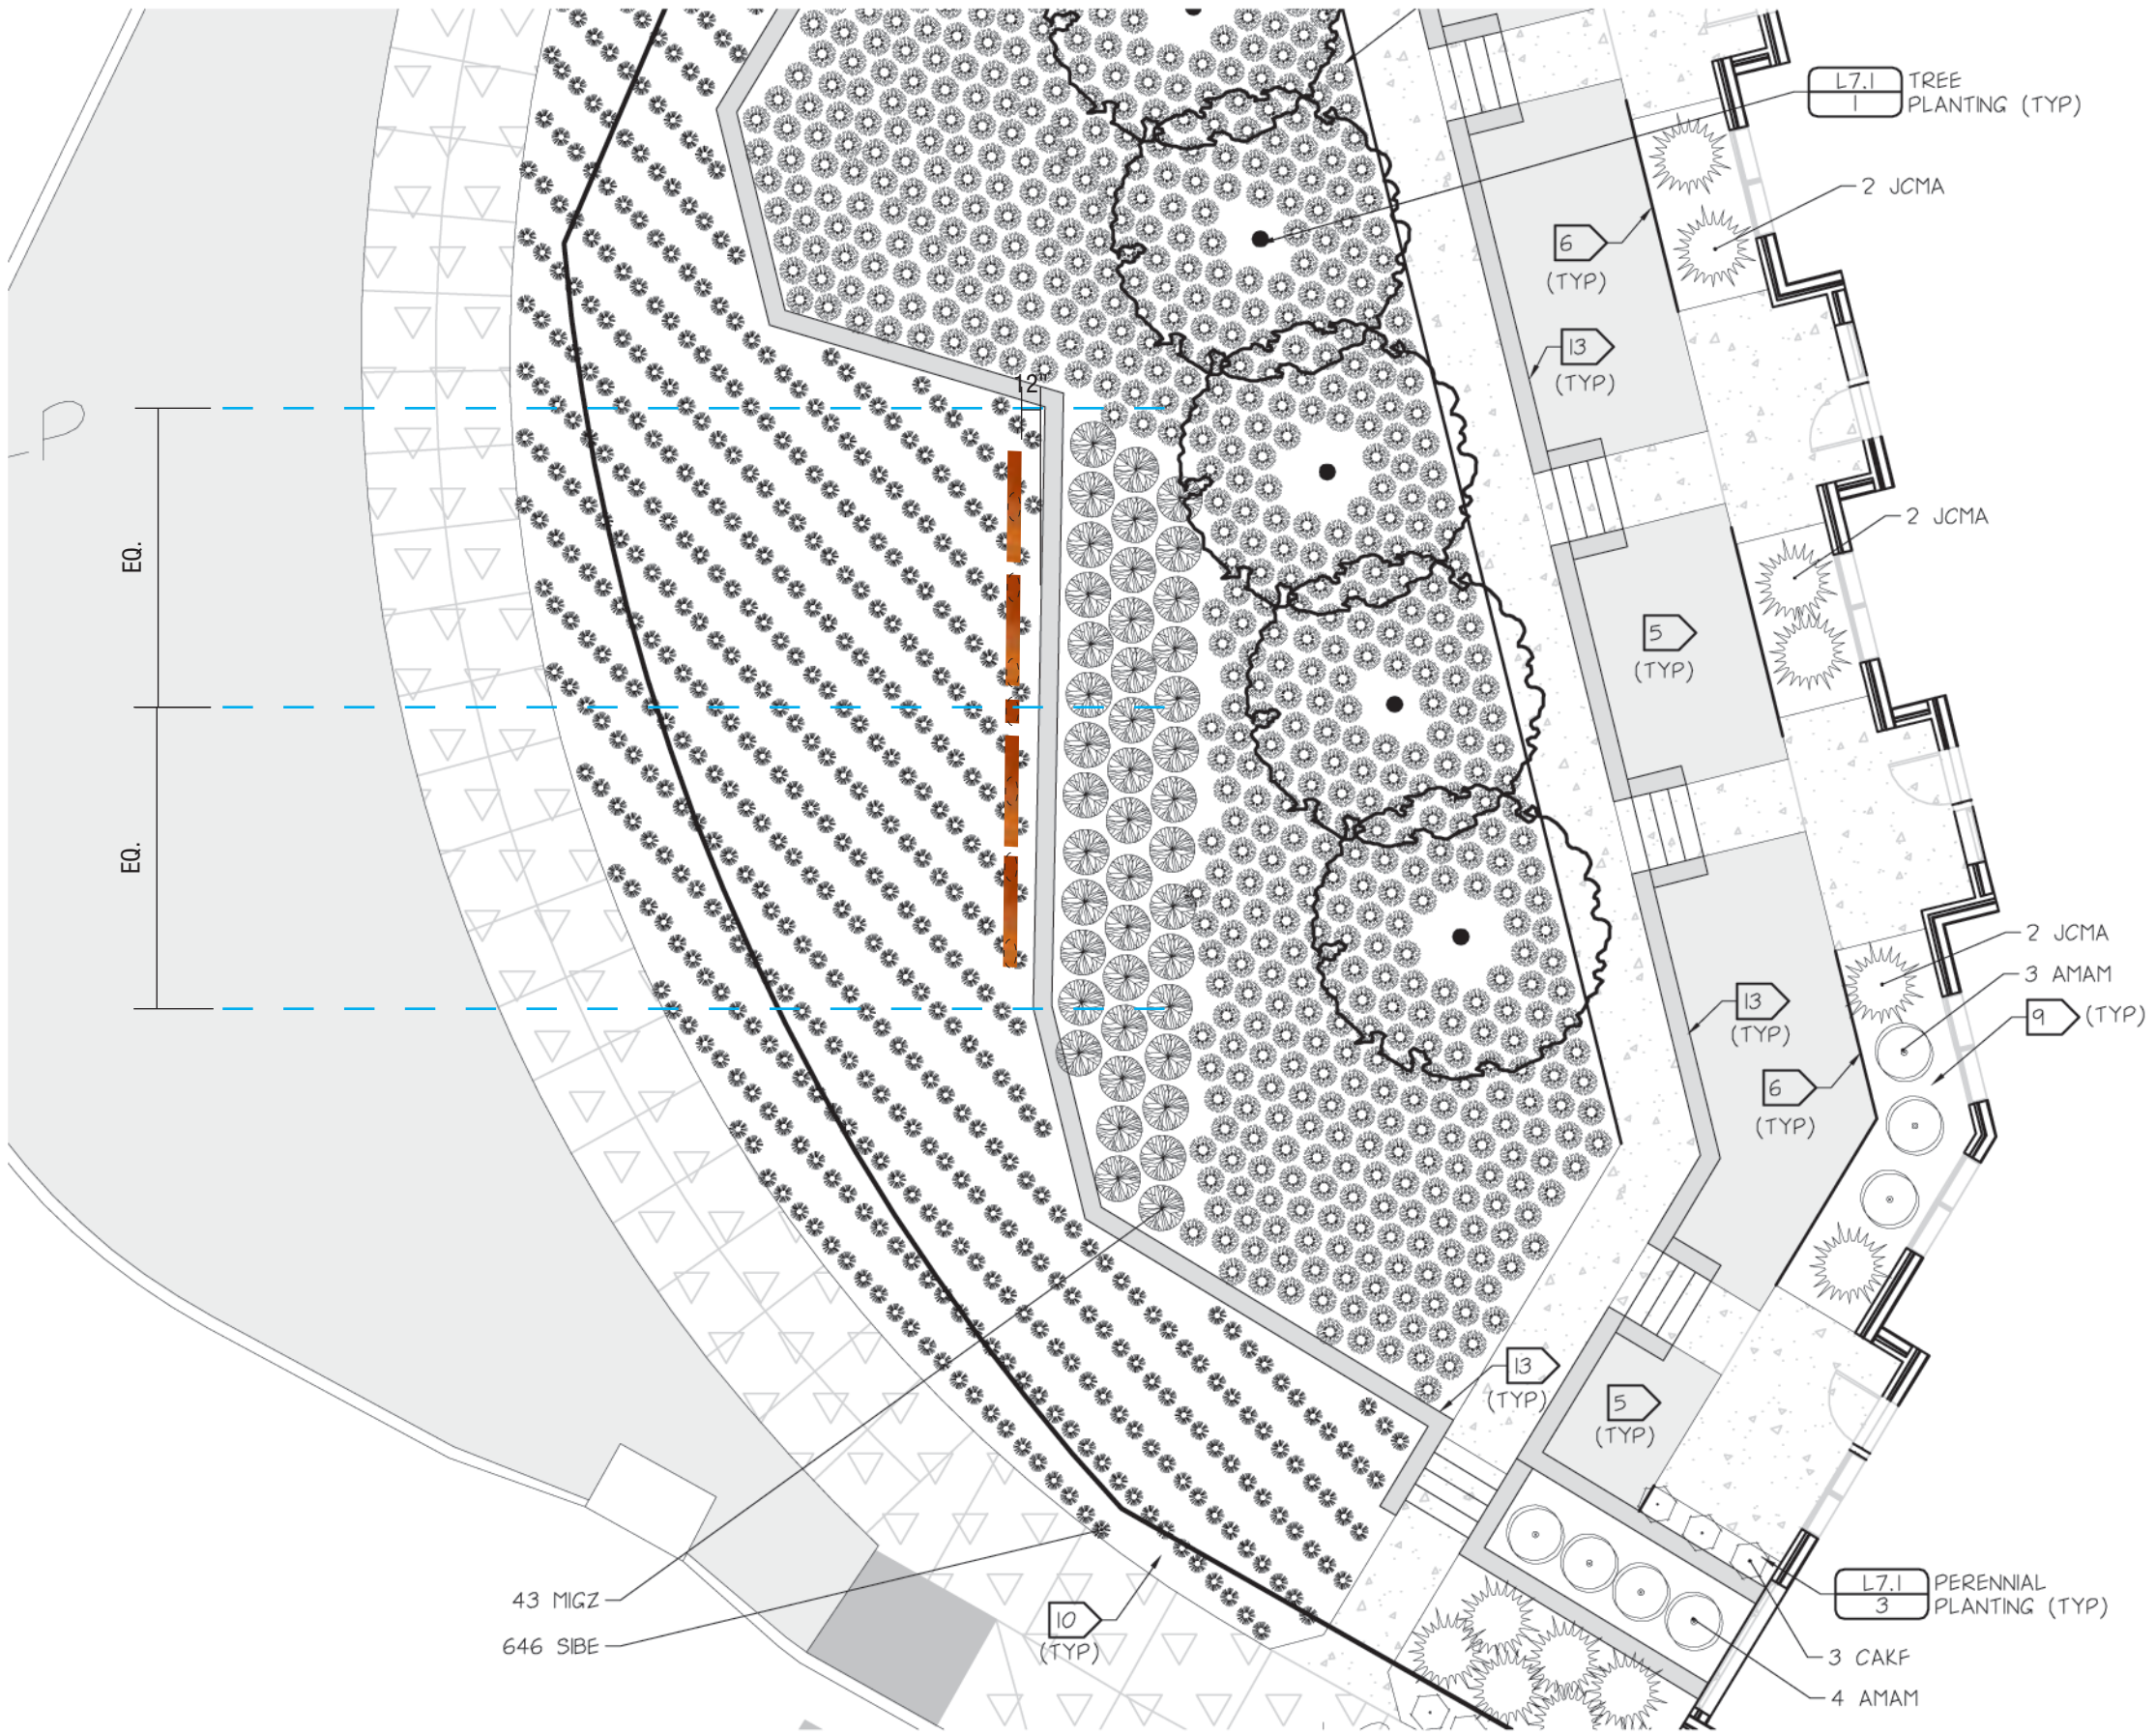 L7.1 TREE
1 PLANTING (TYP)
2 JCMA
6
(TYP)
13
(TYP)
12"
P
2 JCMA
EQ.
5
(TYP)
EQ.
2 JCMA
3 AMAM
13
(TYP)
9 (TYP)
6
(TYP)
13
(TYP)
5
(TYP)
43 MIGZ
646 SIBE
10
(TYP)
L7.1 PERENNIAL
3 PLANTING (TYP)
3 CAKF
4 AMAM